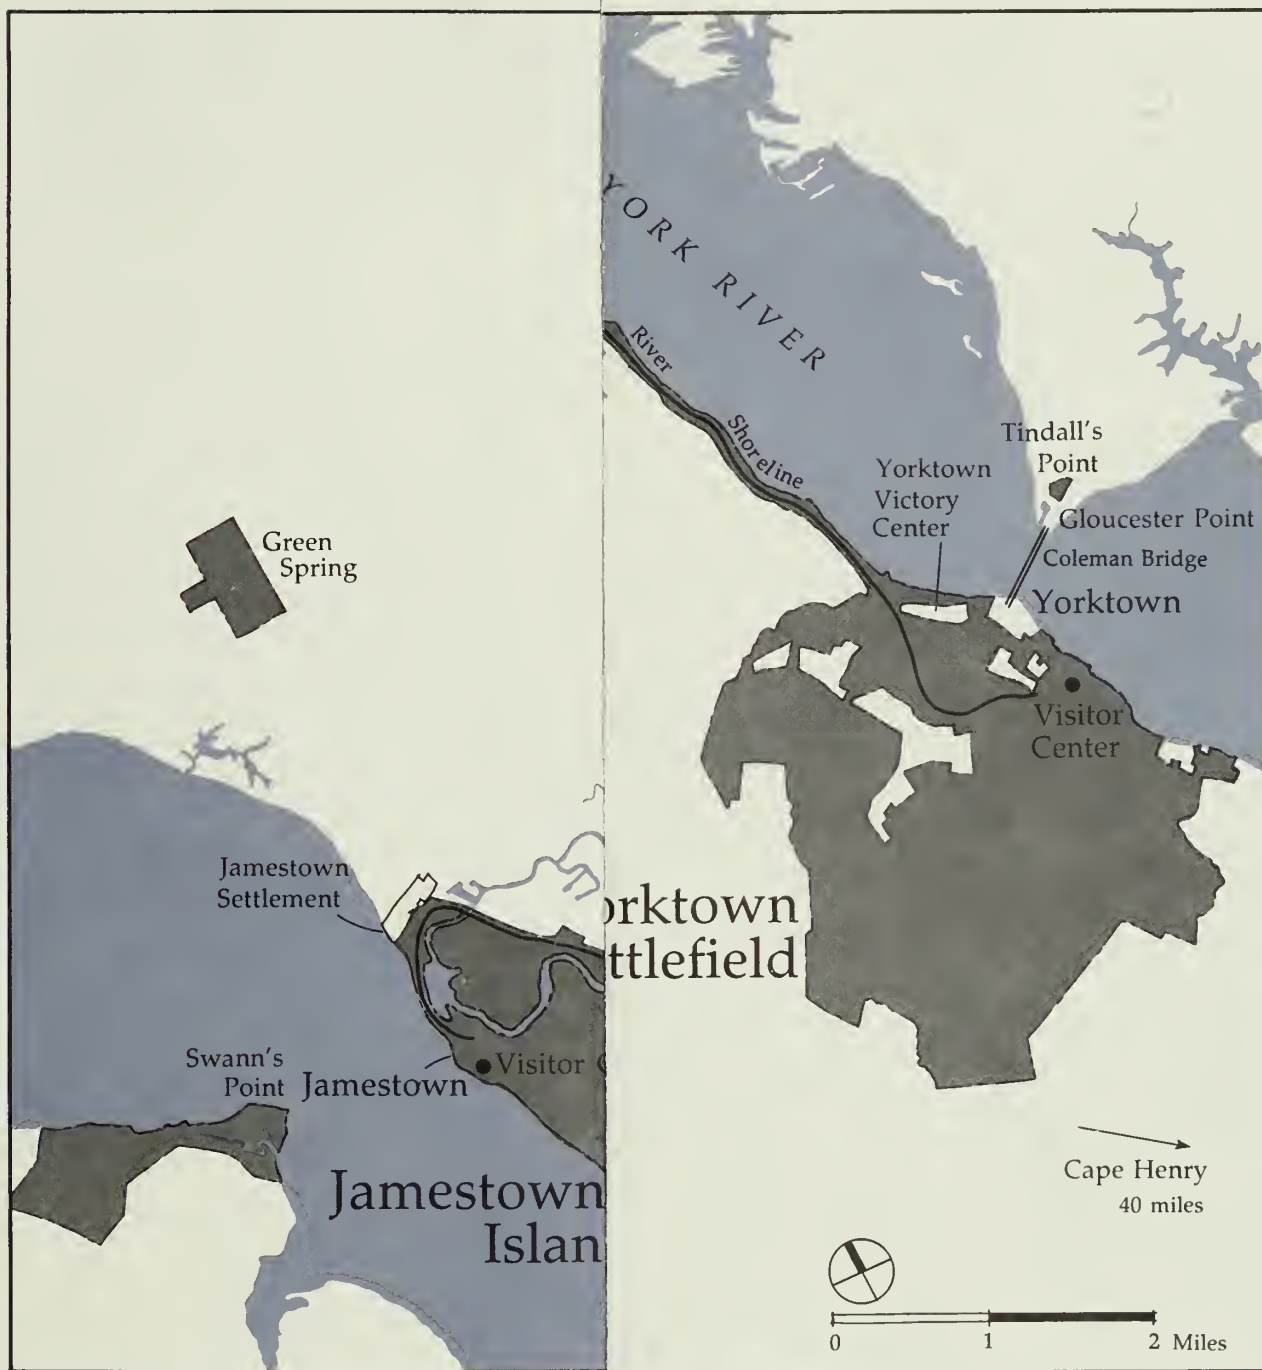 Green
Spring
Jamestown
Settlement
Swann's
Point
Jamestown
Visitor C
Jamestown
Islan
YORK RIVER
River
Shoreline
Tindall's
Point
Yorktown
Victory
Center
Gloucester Point
Coleman Bridge
Yorktown
Visitor
Center
orktown
ttlefield
Cape Henry
40 miles
0 1 2 Miles